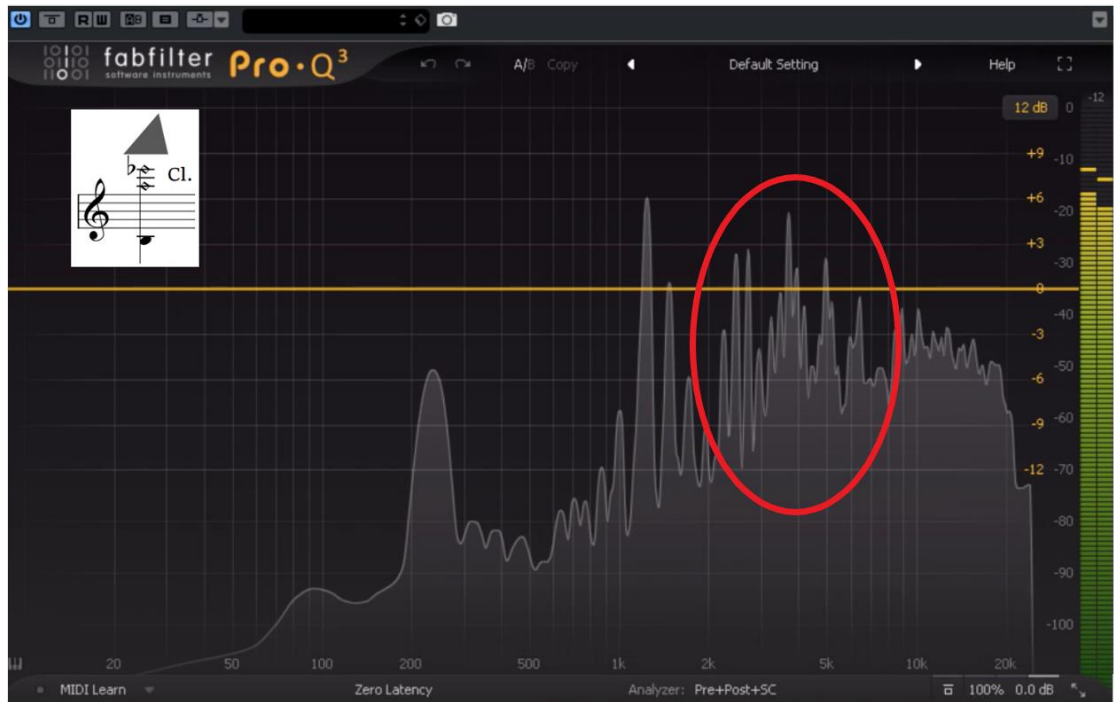 A/B
fabfilter
software instruments
Pro·Q3
A/B Copy
Default Setting
Help
12 dB 0 -12
+9 -10
♭ Cl.
+6 -20
+3 -30
0
-40
-3
-50
-6
-9 -60
-12 -70
-80
-90
-100
20 50 100 200 500 1k 2k 5k 10k 20k
MIDI Learn Zero Latency Analyzer: Pre+Post+SC 100% 0.0 dB